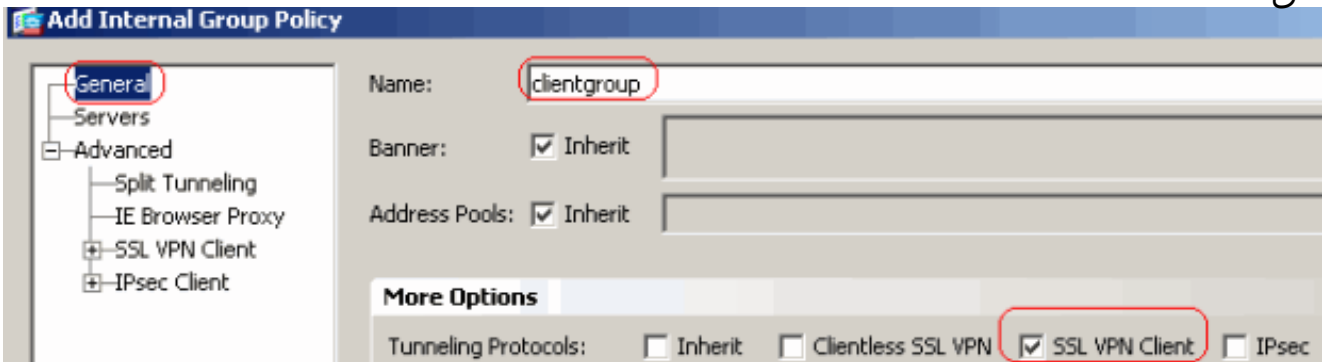 Add Internal Group Policy
General
Servers
Advanced
Split Tunneling
IE Browser Proxy
SSL VPN Client
IPsec Client
Name: clientgroup
Banner: Inherit
Address Pools: Inherit
More Options
Tunneling Protocols: Inherit Clientless SSL VPN SSL VPN Client IPsec